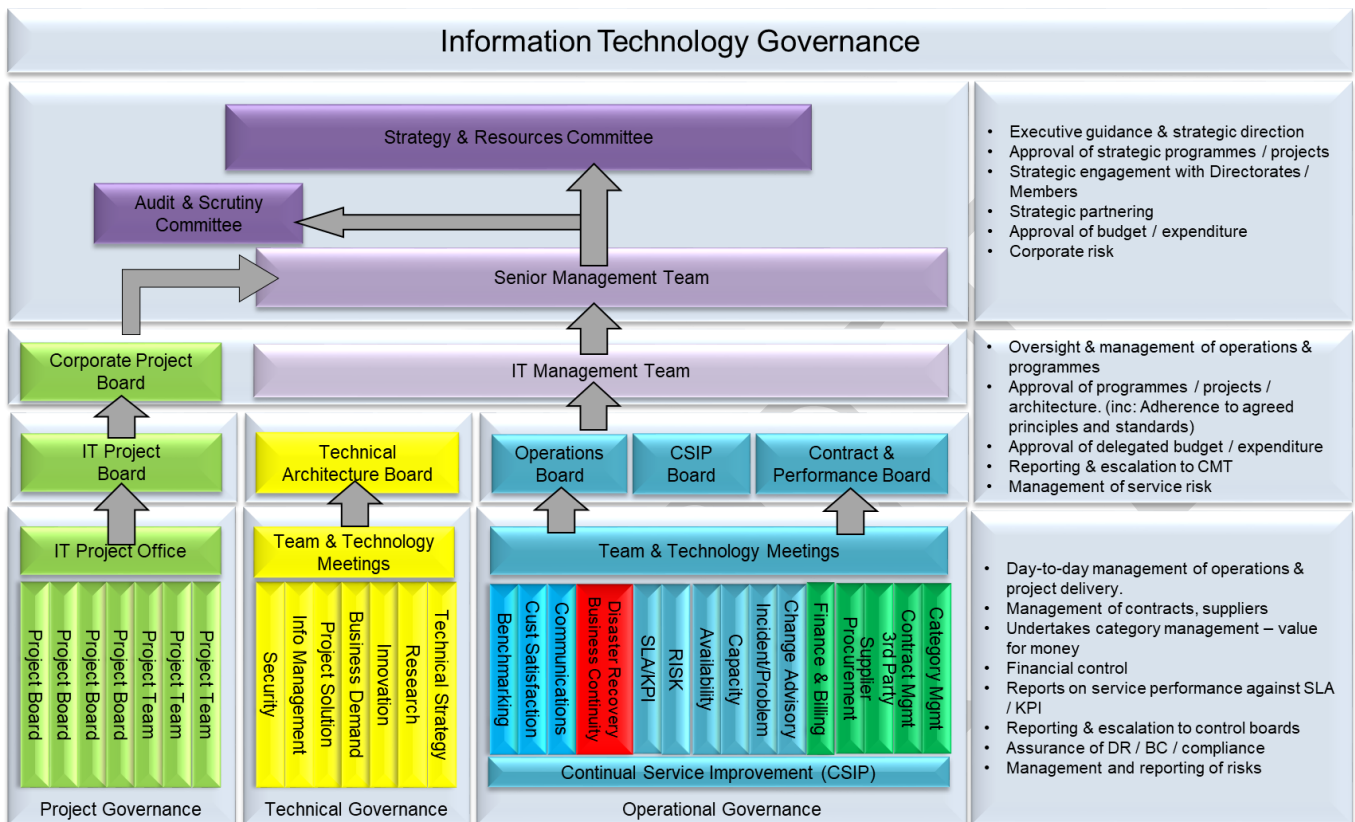 Information Technology Governance
Strategy & Resources Committee
Audit & Scrutiny
Committee
Senior Management Team
• Executive guidance & strategic direction
• Approval of strategic programmes / projects
• Strategic engagement with Directorates /
Members
• Strategic partnering
• Approval of budget / expenditure
• Corporate risk
Corporate Project
Board
IT Management Team
• Oversight & management of operations &
programmes
• Approval of programmes / projects /
architecture. (inc: Adherence to agreed
principles and standards)
• Approval of delegated budget / expenditure
• Reporting & escalation to CMT
• Management of service risk
IT Project
Board
Technical
Architecture Board
Operations
Board
CSIP
Board
Contract &
Performance Board
IT Project Office
Team & Technology
Meetings
Team & Technology Meetings
Project Board
Project Board
Project Board
Project Board
Project Team
Project Team
Project Team
Security
Info Management
Project Solution
Business Demand
Innovation
Research
Technical Strategy
Benchmarking
Cust Satisfaction
Communications
Disaster Recovery
Business Continuity
SLA/KPI
RISK
Availability
Capacity
Incident/Problem
Change Advisory
Finance & Billing
Procurement
Supplier
3rd Party
Contract Mgmt
Category Mgmt
Continual Service Improvement (CSIP)
Project Governance
Technical Governance
Operational Governance
• Day-to-day management of operations &
project delivery.
• Management of contracts, suppliers
• Undertakes category management – value
for money
• Financial control
• Reports on service performance against SLA
/ KPI
• Reporting & escalation to control boards
• Assurance of DR / BC / compliance
• Management and reporting of risks